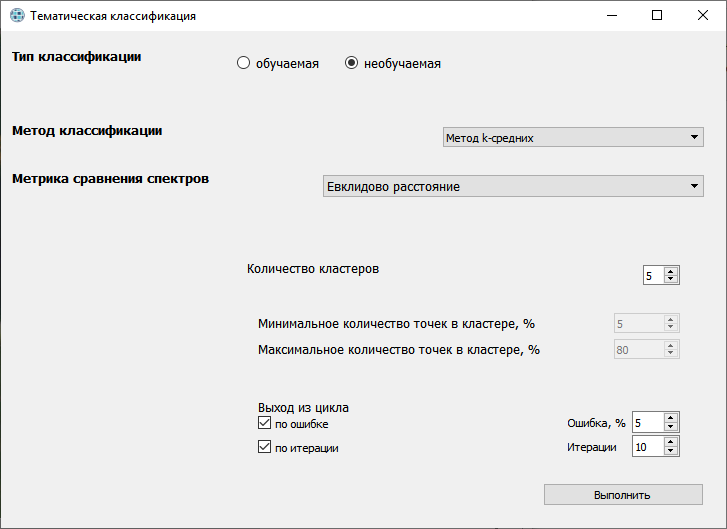 Тематическая классификация
Тип классификации
обучаемая
необучаемая
Метод классификации
Метод k-средних
Метрика сравнения спектров
Евклидово расстояние
Количество кластеров
5
Минимальное количество точек в кластере, %
5
Максимальное количество точек в кластере, %
80
Выход из цикла
по ошибке
Ошибка, %
5
по итерации
Итерации
10
Выполнить